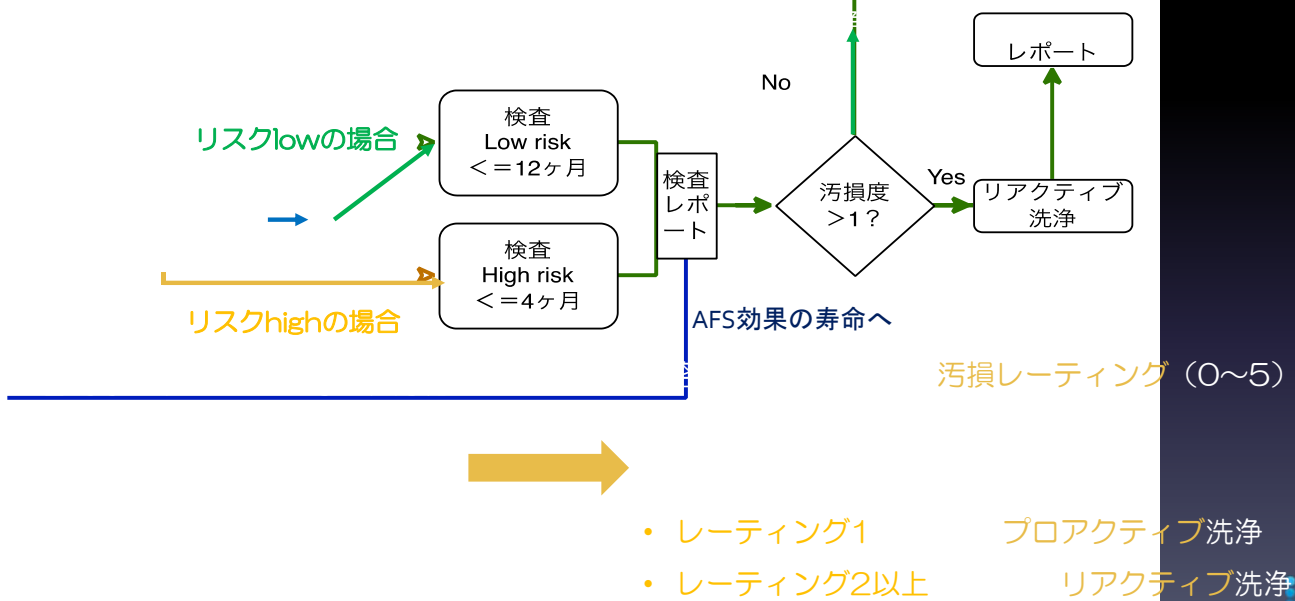 レポート
No
検査
Low risk
＜＝12ヶ月
リスクlowの場合
検査
レポ
ート
汚損度
＞1？
Yes
リアクティブ
洗浄
検査
High risk
＜＝4ヶ月
リスクhighの場合
AFS効果の寿命へ
汚損レーティング（0～5）
• レーティング1 プロアクティブ洗浄
• レーティング2以上 リアクティブ洗浄